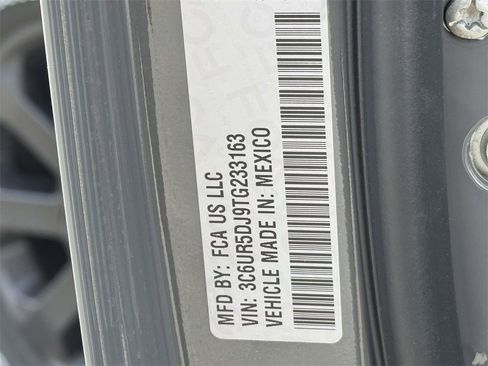 MFD BY: FCA US LLC
VIN: 3C6UR5DJ9TG233163
VEHICLE MADE IN: MEXICO